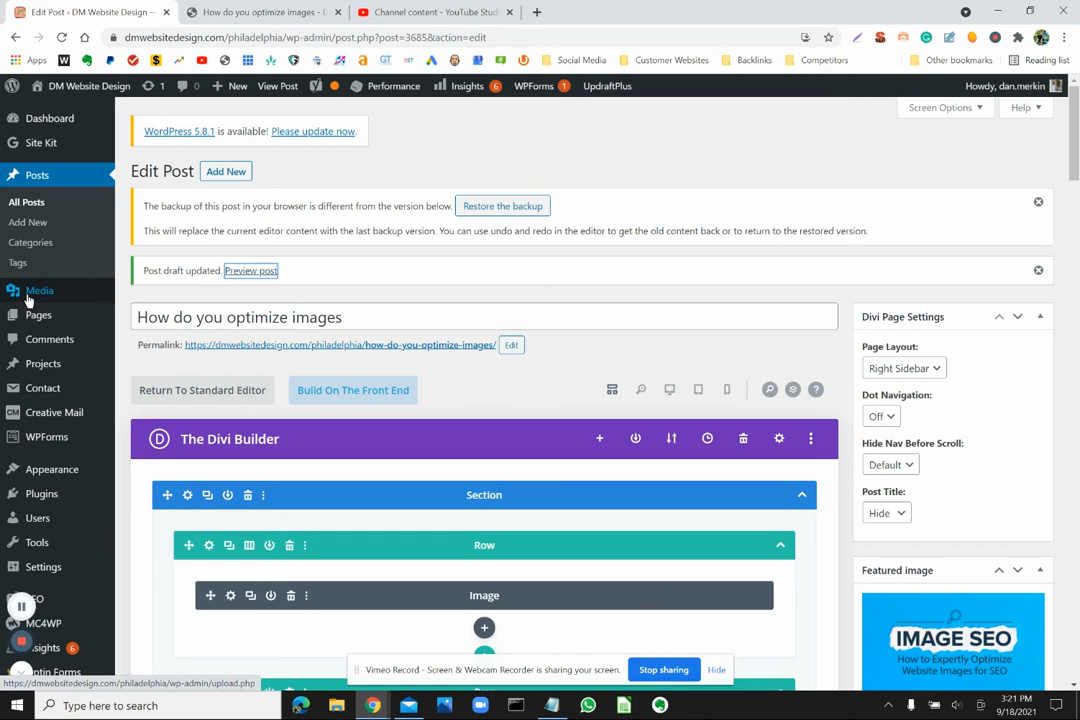 Edit Post ‹ DM Website Design —
How do you optimize images - D
Channel content - YouTube Stud
dmwebsitedesign.com/philadelphia/wp-admin/post.php?post=3685&action=edit
Apps
Social Media
Customer Websites
Backlinks
Competitors
Other bookmarks
Reading list
DM Website Design
1
0
New
View Post
Performance
Insights 6
WPForms 1
UpdraftPlus
Howdy, dan.merkin
Screen Options
Help
Dashboard
Site Kit
Posts
All Posts
Add New
Categories
Tags
Media
Pages
Comments
Projects
Contact
Creative Mail
WPForms
Appearance
Plugins
Users
Tools
Settings
MC4WP
6
https://dmwebsitedesign.com/philadelphia/wp-admin/upload.php
WordPress 5.8.1 is available! Please update now.
Edit Post
Add New
The backup of this post in your browser is different from the version below.
Restore the backup
This will replace the current editor content with the last backup version. You can use undo and redo in the editor to get the old content back or to return to the restored version.
Post draft updated. Preview post
How do you optimize images
Permalink: https://dmwebsitedesign.com/philadelphia/how-do-you-optimize-images/
Edit
Return To Standard Editor
Build On The Front End
The Divi Builder
Section
Row
Image
Divi Page Settings
Page Layout:
Right Sidebar
Dot Navigation:
Off
Hide Nav Before Scroll:
Default
Post Title:
Hide
Featured image
IMAGE SEO
How to Expertly Optimize
Website Images for SEO
Vimeo Record - Screen & Webcam Recorder is sharing your screen.
Stop sharing
Hide
Type here to search
3:21 PM
9/18/2021